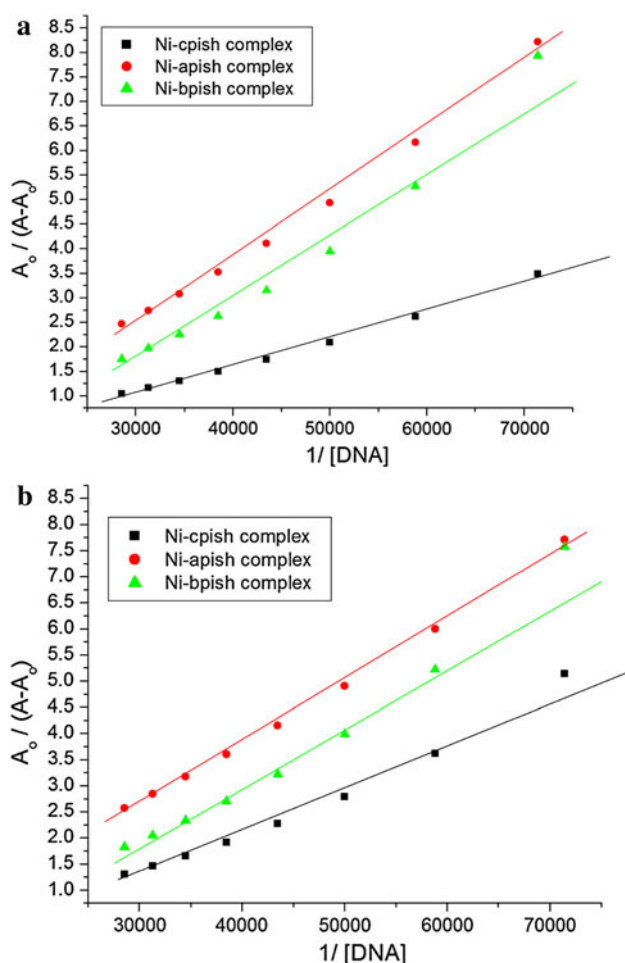 a
Ni-cpish complex
Ni-apish complex
Ni-bpish complex
8.5
8.0
7.5
7.0
6.5
6.0
5.5
5.0
4.5
4.0
3.5
3.0
2.5
2.0
1.5
1.0
A₀ / (A-A₀)
30000 40000 50000 60000 70000
1/ [DNA]
b
Ni-cpish complex
Ni-apish complex
Ni-bpish complex
8.5
8.0
7.5
7.0
6.5
6.0
5.5
5.0
4.5
4.0
3.5
3.0
2.5
2.0
1.5
1.0
A₀ / (A-A₀)
30000 40000 50000 60000 70000
1/ [DNA]